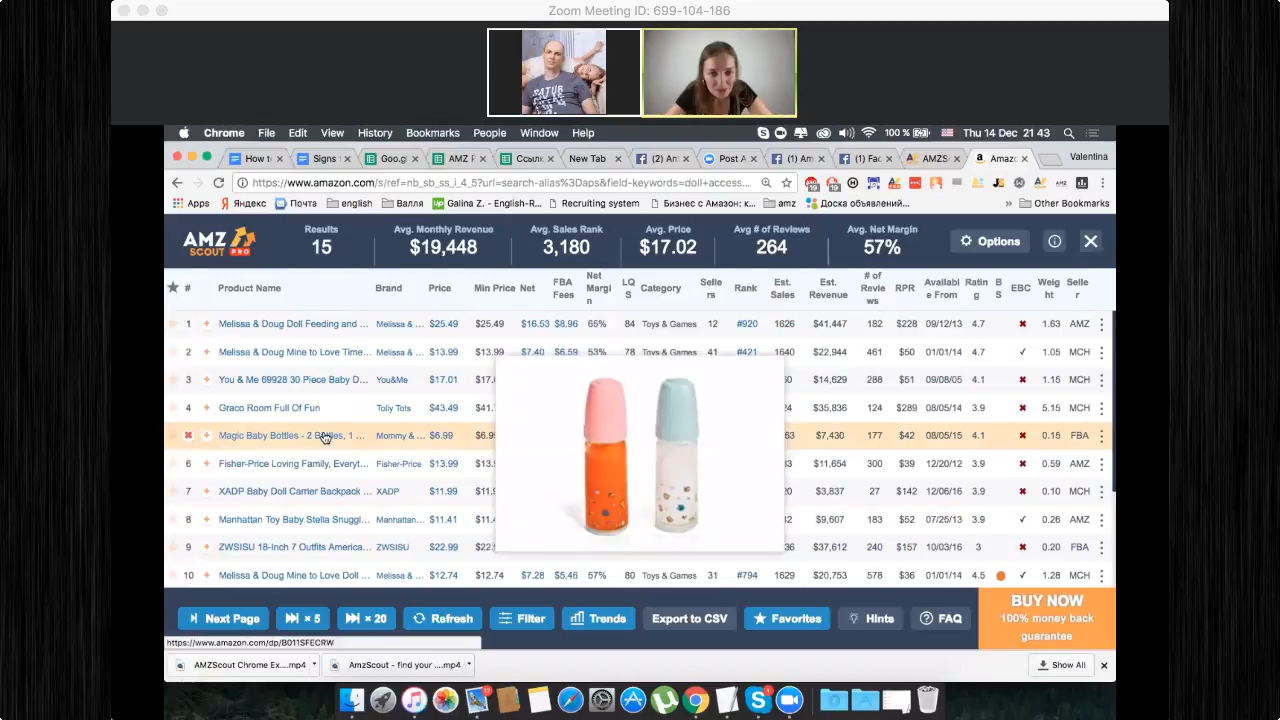 Zoom Meeting ID: 699-104-186
SATUR
Chrome File Edit View History Bookmarks People Window Help 100 % Thu 14 Dec 21 43
How t Signs Goo.g AMZ F Ссылк New Tab (2) Am Post A (1) Am (1) Fac AMZS Amaz Valentina
https://www.amazon.com/s/ref=nb_sb_ss_i_4_5?url=search-alias%3Daps&field-keywords=doll+access...
Apps Яндекс Почта english Валля Galina Z. - English-R... Recruiting system Бизнес с Амазон: к... amz Доска объявлений... » Other Bookmarks
AMZ SCOUT PRO
Results Avg. Monthly Revenue Avg. Sales Rank Avg. Price Avg # of Reviews Avg. Net Margin
15 $19,448 3,180 $17.02 264 57%
Options
# Product Name Brand Price Min Price Net FBA Fees Net Margin LQS Category Sellers Rank Est. Sales Est. Revenue # of Reviews RPR Available From Rating BS EBC Weight Seller
1 Melissa & Doug Doll Feeding and ... Melissa & ... $25.49 $25.49 $16.53 $8.96 65% 84 Toys & Games 12 #920 1626 $41,447 182 $228 09/12/13 4.7 1.63 AMZ
2 Melissa & Doug Mine to Love Time... Melissa & ... $13.99 $13.99 $7.40 $6.59 53% 78 Toys & Games 41 #421 1640 $22,944 461 $50 01/01/14 4.7 1.05 MCH
3 You & Me 69928 30 Piece Baby D... You&Me $17.01 $17.0 60 $14,629 288 $51 09/08/05 4.1 1.15 MCH
4 Graco Room Full Of Fun Tolly Tots $43.49 $41. 24 $35,836 124 $289 08/05/14 3.9 5.15 MCH
Magic Baby Bottles - 2 Bottles, 1 ... Mommy & ... $6.99 $6.99 63 $7,430 177 $42 08/05/15 4.1 0.15 FBA
6 Fisher-Price Loving Family, Everyt... Fisher-Price $13.99 $13. 83 $11,654 300 $39 12/20/12 3.9 0.59 AMZ
7 XADP Baby Doll Carrier Backpack ... XADP $11.99 $11. 20 $3,837 27 $142 12/06/16 3.9 0.10 MCH
8 Manhattan Toy Baby Stella Snuggl... Manhattan... $11.41 $11. 42 $9,607 183 $52 07/25/13 3.9 0.26 AMZ
9 ZWSISU 18-Inch 7 Outfits America... ZWSISU $22.99 $22. 36 $37,612 240 $157 10/03/16 3 0.20 FBA
10 Melissa & Doug Mine to Love Doll ... Melissa & ... $12.74 $12.74 $7.28 $5.46 57% 80 Toys & Games 31 #794 1629 $20,753 578 $36 01/01/14 4.5 1.28 MCH
Next Page × 5 × 20 Refresh Filter Trends Export to CSV Favorites Hints FAQ
BUY NOW
100% money back
guarantee
https://www.amazon.com/dp/B011SFECRW
AMZScout Chrome Ex....mp4 AmzScout - find your ....mp4 Show All